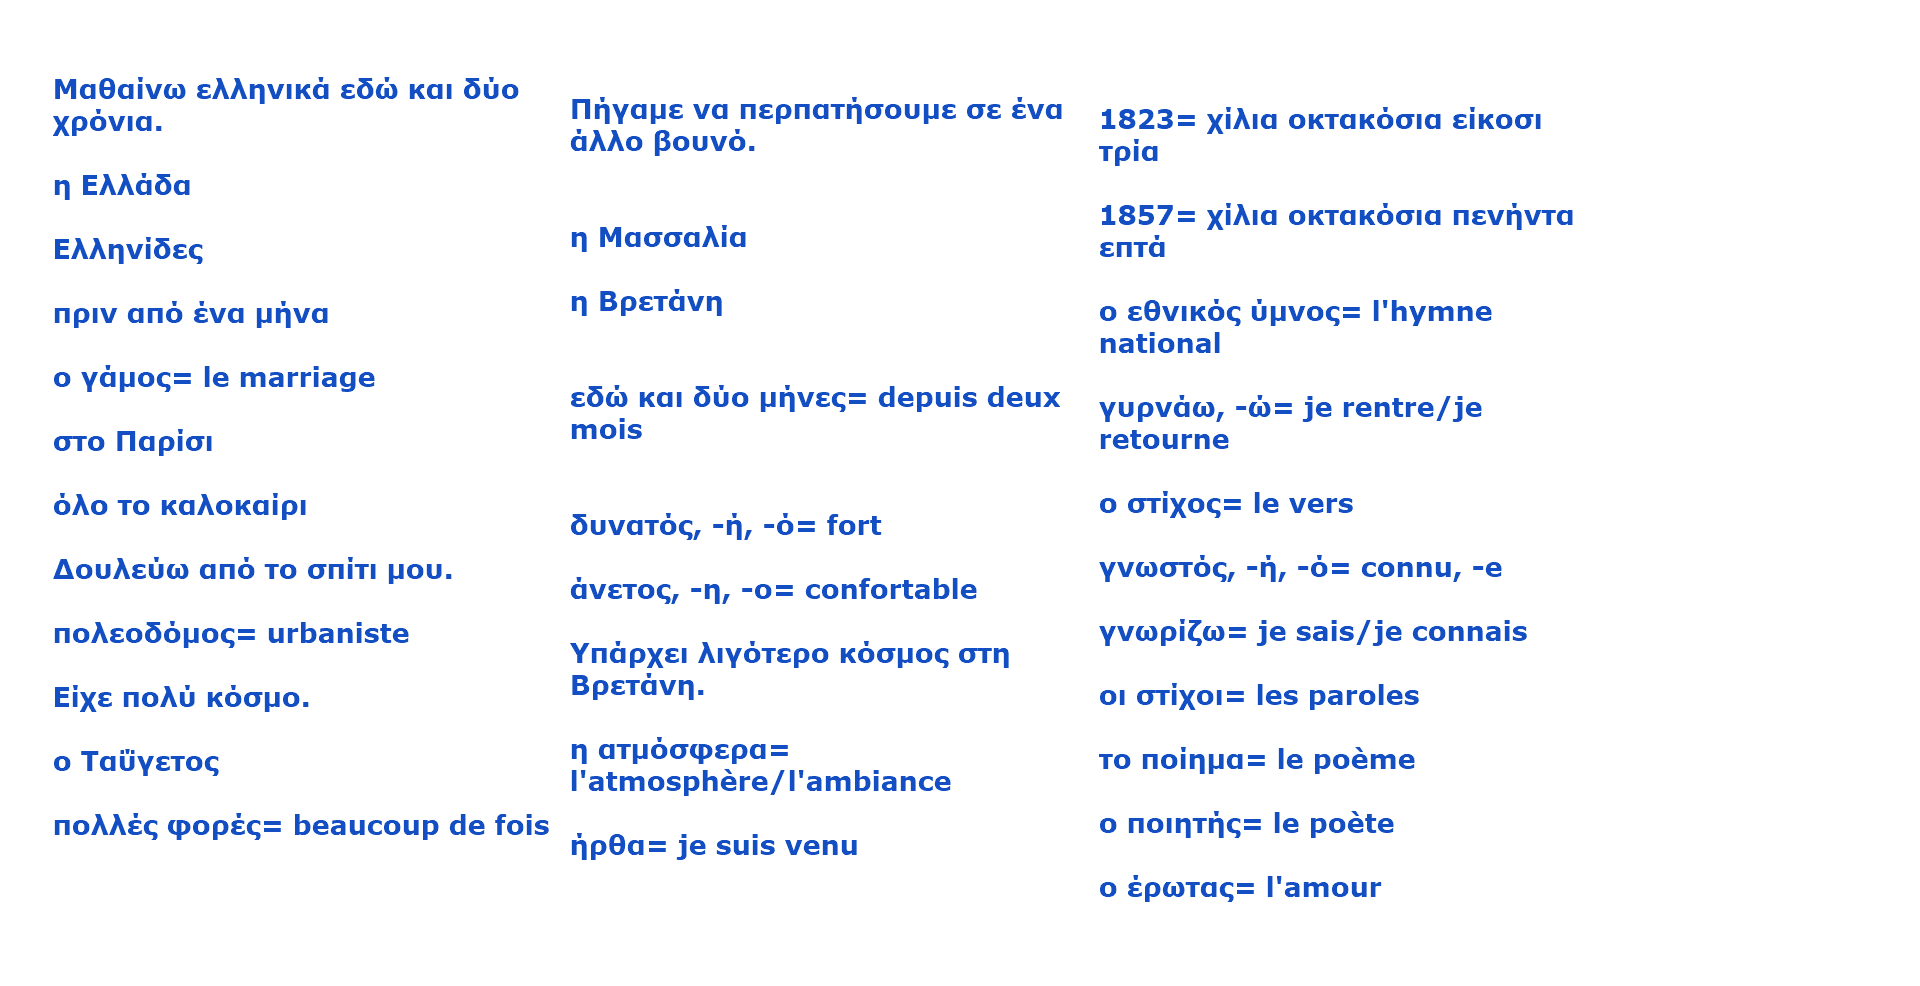 Μαθαίνω ελληνικά εδώ και δύο
χρόνια.
η Ελλάδα
Ελληνίδες
πριν από ένα μήνα
ο γάμος= le marriage
στο Παρίσι
όλο το καλοκαίρι
Δουλεύω από το σπίτι μου.
πολεοδόμος= urbaniste
Είχε πολύ κόσμο.
ο Ταΰγετος
πολλές φορές= beaucoup de fois
Πήγαμε να περπατήσουμε σε ένα
άλλο βουνό.
η Μασσαλία
η Βρετάνη
εδώ και δύο μήνες= depuis deux
mois
δυνατός, -ή, -ό= fort
άνετος, -η, -ο= confortable
Υπάρχει λιγότερο κόσμος στη
Βρετάνη.
η ατμόσφερα=
l'atmosphère/l'ambiance
ήρθα= je suis venu
1823= χίλια οκτακόσια είκοσι
τρία
1857= χίλια οκτακόσια πενήντα
επτά
ο εθνικός ύμνος= l'hymne
national
γυρνάω, -ώ= je rentre/je
retourne
ο στίχος= le vers
γνωστός, -ή, -ό= connu, -e
γνωρίζω= je sais/je connais
οι στίχοι= les paroles
το ποίημα= le poème
ο ποιητής= le poète
ο έρωτας= l'amour